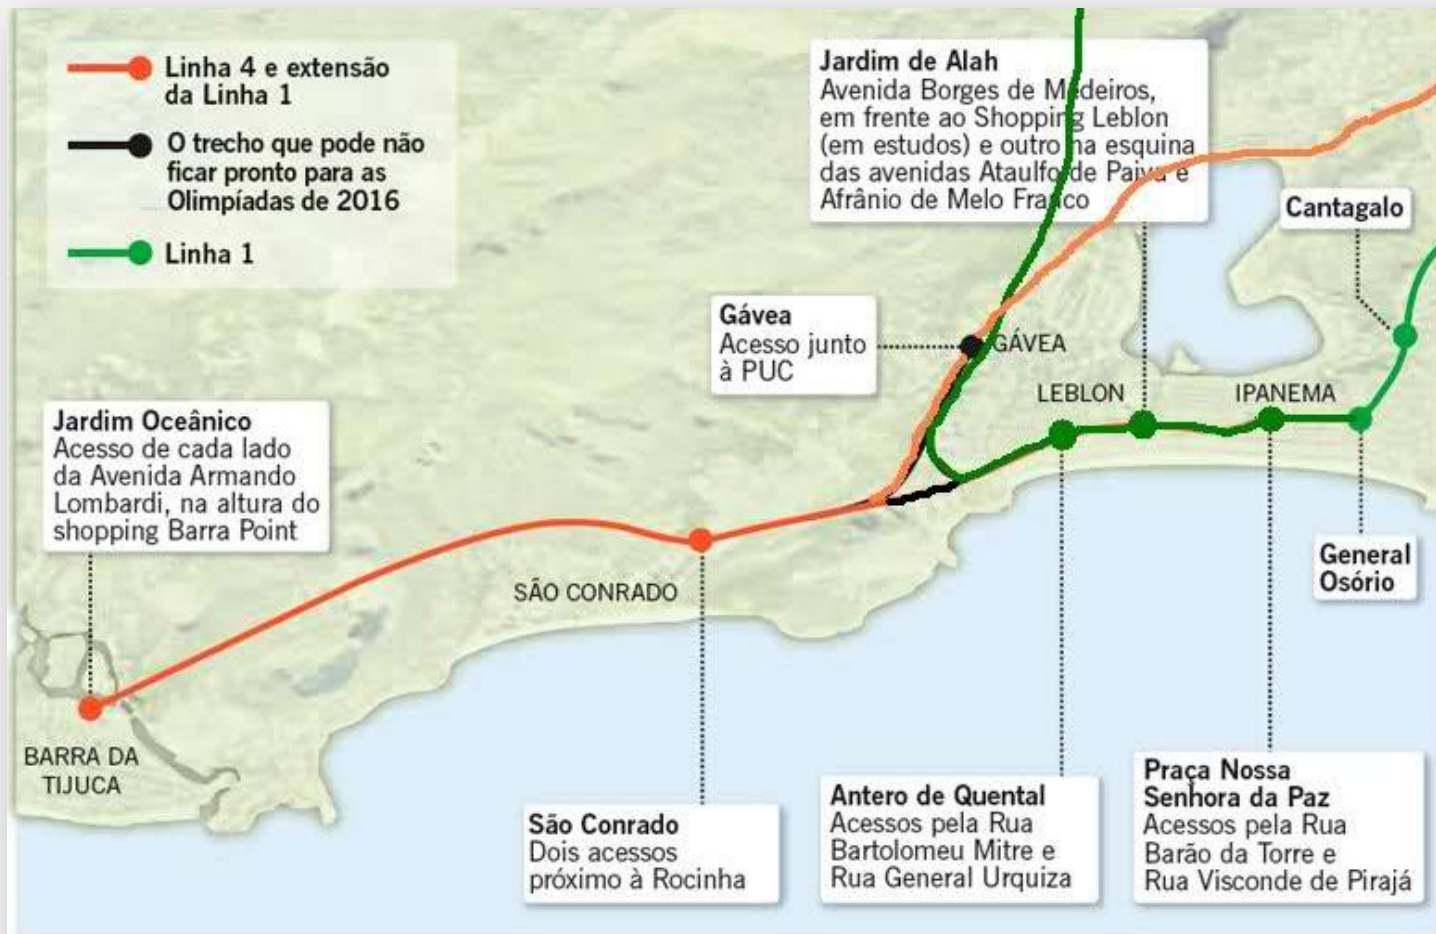 Linha 4 e extensão
da Linha 1
O trecho que pode não
ficar pronto para as
Olimpíadas de 2016
Linha 1
Jardim de Alah
Avenida Borges de Medeiros,
em frente ao Shopping Leblon
(em estudos) e outro na esquina
das avenidas Ataulfo de Paiva e
Afrânio de Melo Franco
Cantagalo
Gávea
Acesso junto
à PUC
GÁVEA
LEBLON
IPANEMA
Jardim Oceânico
Acesso de cada lado
da Avenida Armando
Lombardi, na altura do
shopping Barra Point
General
Osório
SÃO CONRADO
BARRA DA
TIJUCA
São Conrado
Dois acessos
próximo à Rocinha
Antero de Quental
Acessos pela Rua
Bartolomeu Mitre e
Rua General Urquiza
Praça Nossa
Senhora da Paz
Acessos pela Rua
Barão da Torre e
Rua Visconde de Pirajá